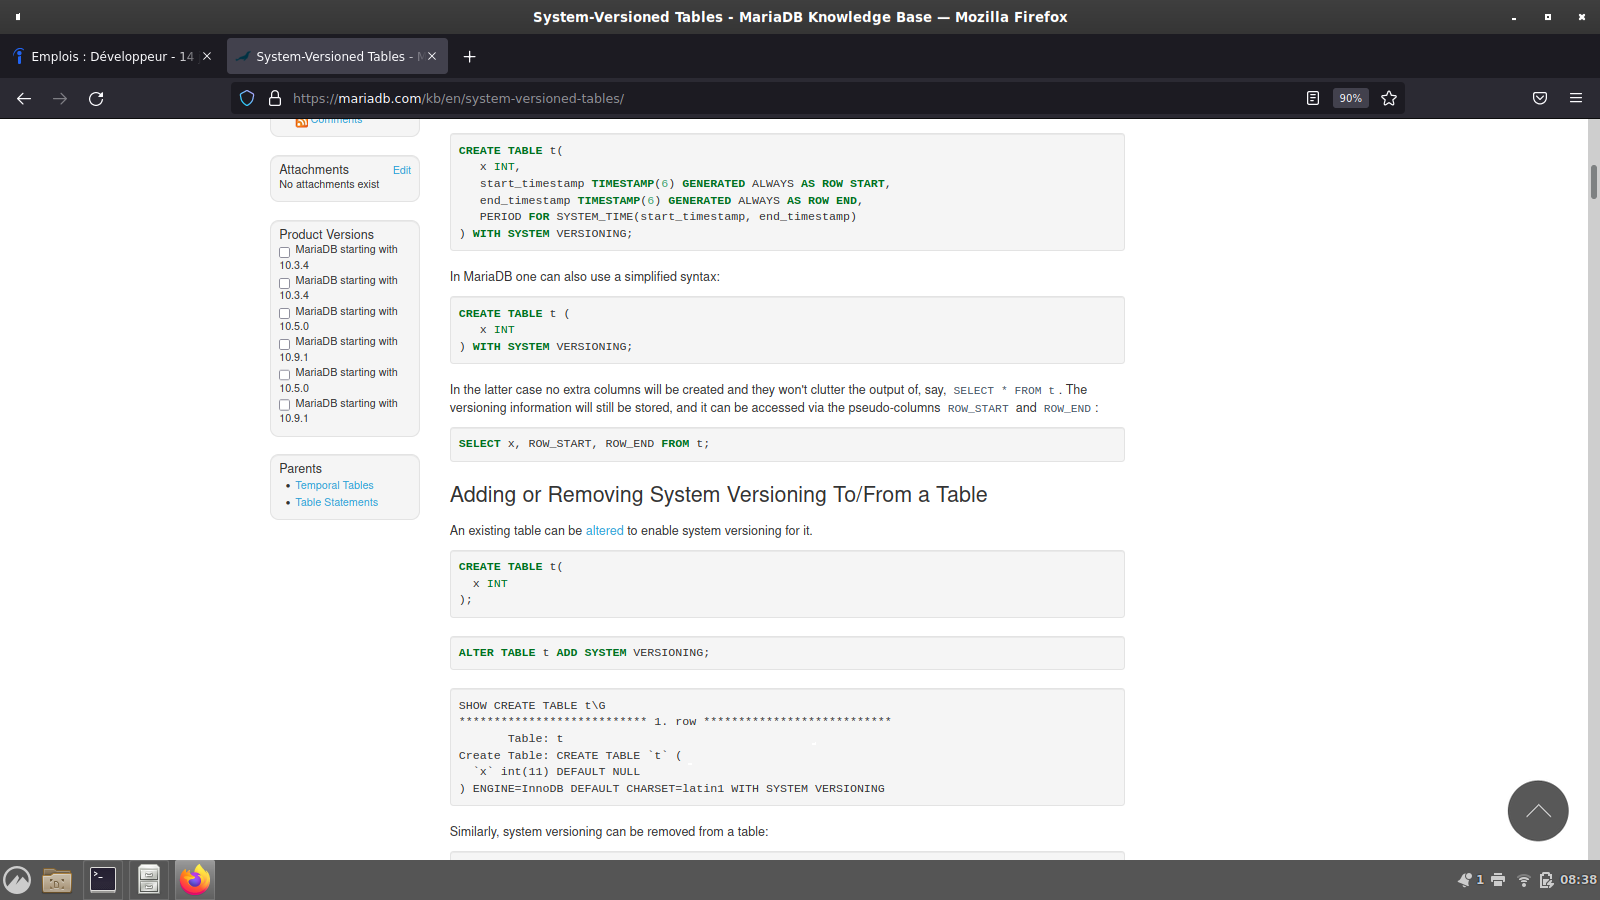 System-Versioned Tables - MariaDB Knowledge Base — Mozilla Firefox
Emplois : Développeur - 14
System-Versioned Tables -
https://mariadb.com/kb/en/system-versioned-tables/
90%
Comments
Attachments
Edit
No attachments exist
Product Versions
MariaDB starting with
10.3.4
MariaDB starting with
10.3.4
MariaDB starting with
10.5.0
MariaDB starting with
10.9.1
MariaDB starting with
10.5.0
MariaDB starting with
10.9.1
Parents
Temporal Tables
Table Statements
CREATE TABLE t(
x INT,
start_timestamp TIMESTAMP(6) GENERATED ALWAYS AS ROW START,
end_timestamp TIMESTAMP(6) GENERATED ALWAYS AS ROW END,
PERIOD FOR SYSTEM_TIME(start_timestamp, end_timestamp)
) WITH SYSTEM VERSIONING;
In MariaDB one can also use a simplified syntax:
CREATE TABLE t (
x INT
) WITH SYSTEM VERSIONING;
In the latter case no extra columns will be created and they won't clutter the output of, say, SELECT * FROM t . The
versioning information will still be stored, and it can be accessed via the pseudo-columns ROW_START and ROW_END :
SELECT x, ROW_START, ROW_END FROM t;
Adding or Removing System Versioning To/From a Table
An existing table can be altered to enable system versioning for it.
CREATE TABLE t(
x INT
);
ALTER TABLE t ADD SYSTEM VERSIONING;
SHOW CREATE TABLE t\G
*************************** 1. row ***************************
Table: t
Create Table: CREATE TABLE `t` (
`x` int(11) DEFAULT NULL
) ENGINE=InnoDB DEFAULT CHARSET=latin1 WITH SYSTEM VERSIONING
Similarly, system versioning can be removed from a table:
1
08:38